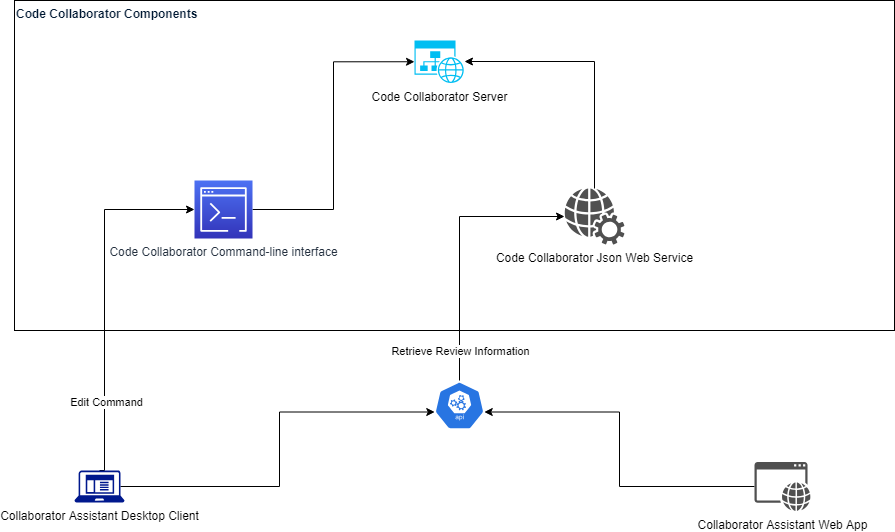 Code Collaborator Components
Code Collaborator Server
Code Collaborator Command-line interface
Code Collaborator Json Web Service
Retrieve Review Information
Edit Command
api
Collaborator Assistant Desktop Client
Collaborator Assistant Web App